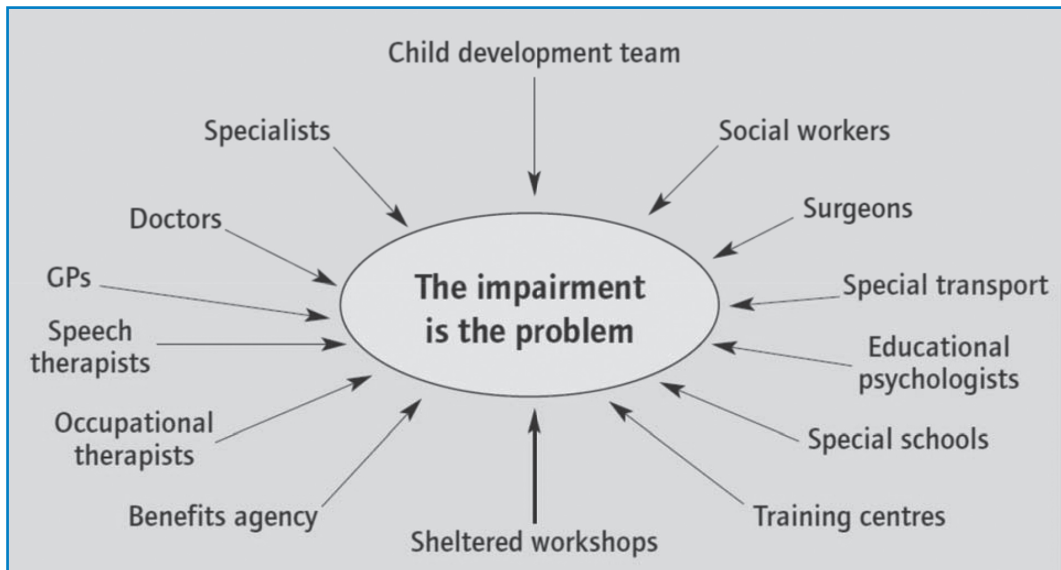 Child development team
Specialists
Social workers
Doctors
Surgeons
GPs
Special transport
The impairment
is the problem
Speech
therapists
Educational
psychologists
Occupational
therapists
Special schools
Benefits agency
Training centres
Sheltered workshops